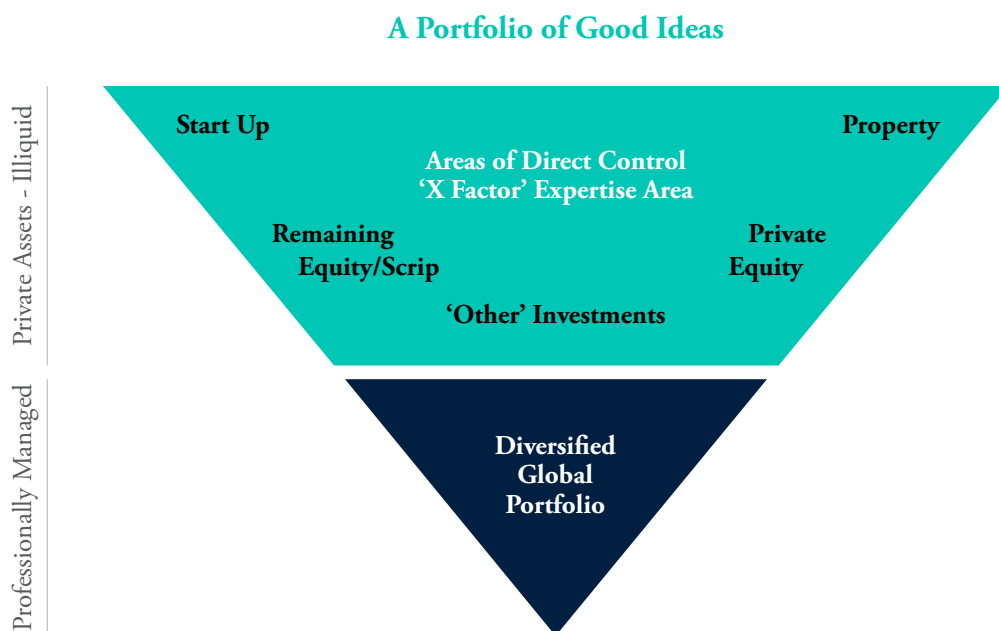 A Portfolio of Good Ideas
Private Assets - Illiquid
Start Up
Property
Areas of Direct Control
‘X Factor’ Expertise Area
Remaining
Equity/Scrip
Private
Equity
‘Other’ Investments
Professionally Managed
Diversified
Global
Portfolio